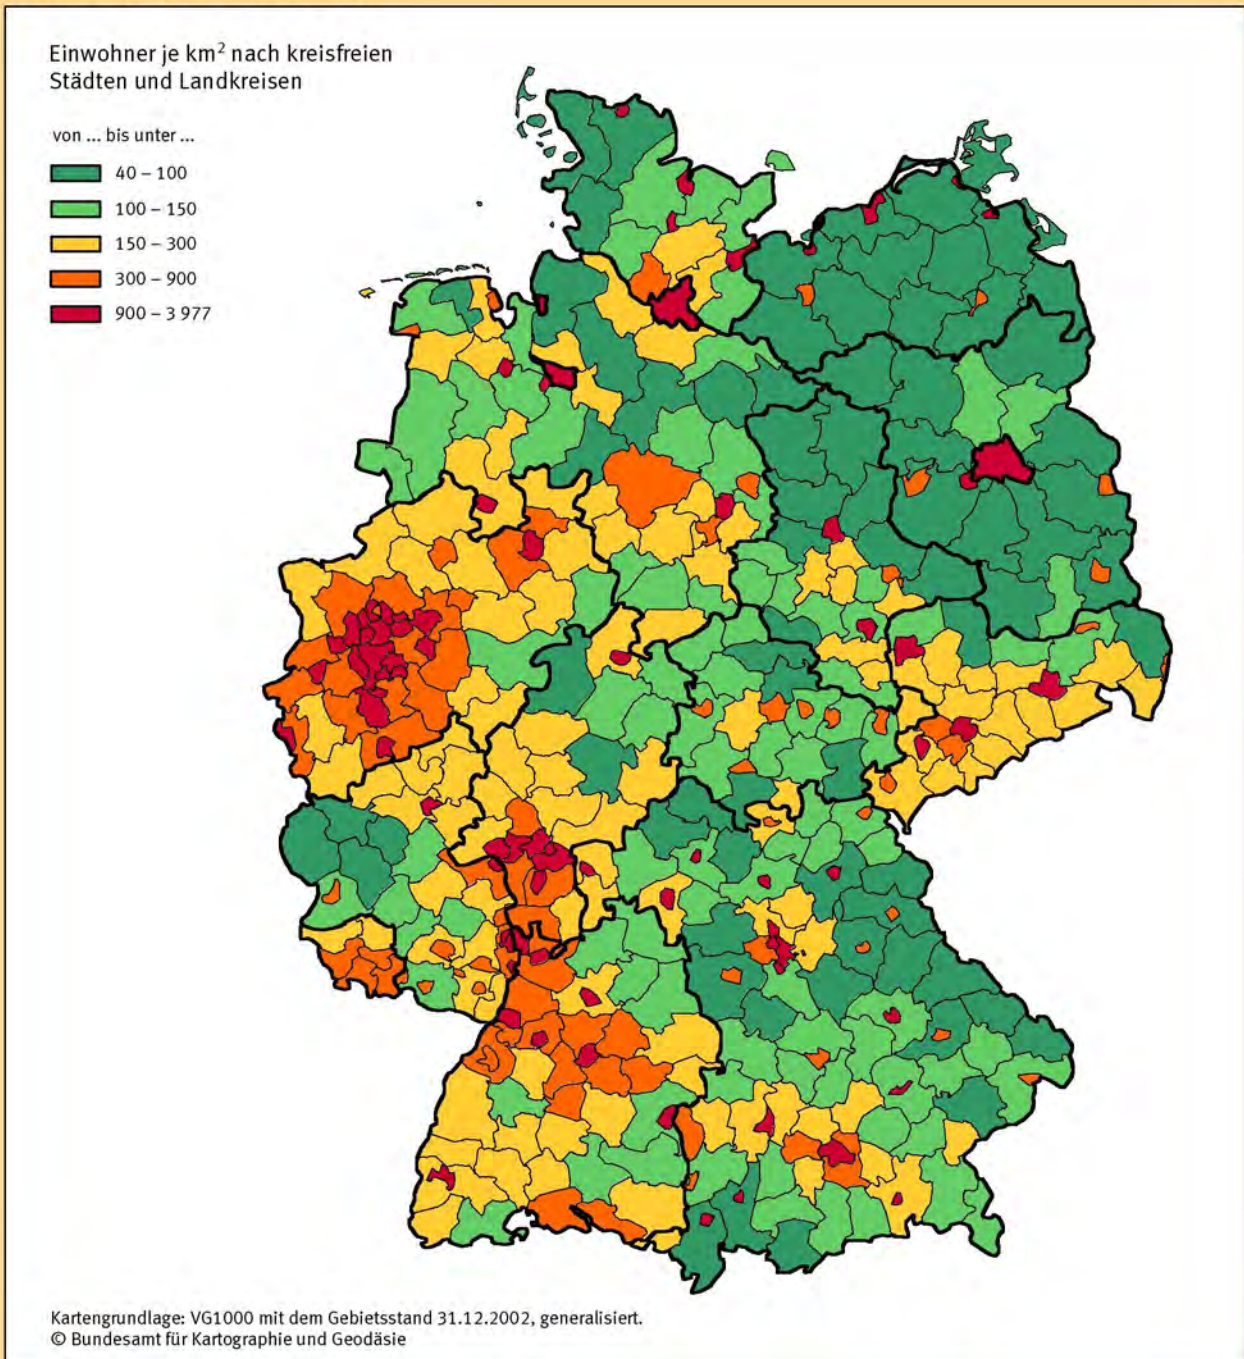 Einwohner je km² nach kreisfreien
Städten und Landkreisen
von ... bis unter ...
40 – 100
100 – 150
150 – 300
300 – 900
900 – 3 977
Kartengrundlage: VG1000 mit dem Gebietsstand 31.12.2002, generalisiert.
© Bundesamt für Kartographie und Geodäsie